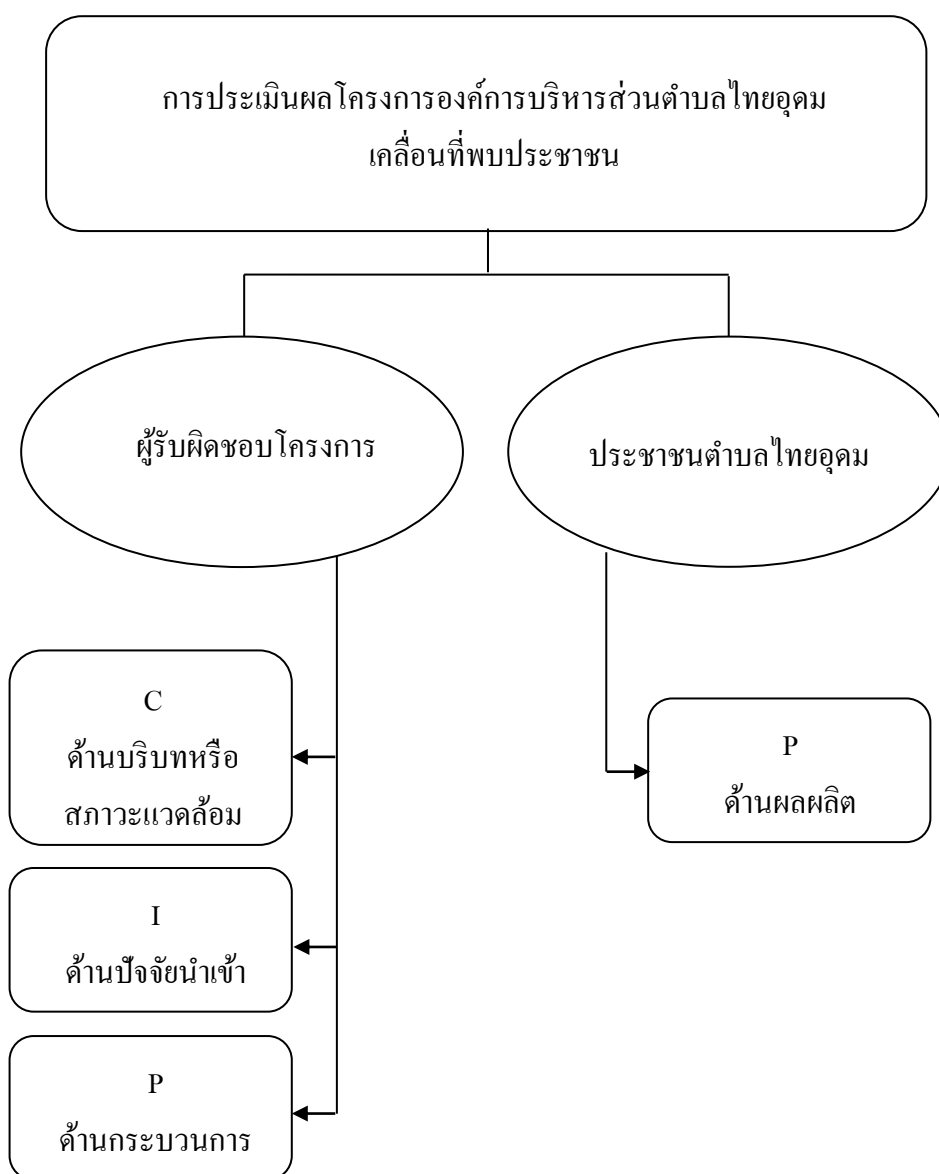 การประเมินผลโครงการองค์การบริหารส่วนตำบลไทยอุดม
เคลื่อนที่พบประชาชน
ผู้รับผิดชอบโครงการ
ประชาชนตำบลไทยอุดม
C
ด้านบริบทหรือ
สภาวะแวดล้อม
I
ด้านปัจจัยนำเข้า
P
ด้านกระบวนการ
P
ด้านผลผลิต